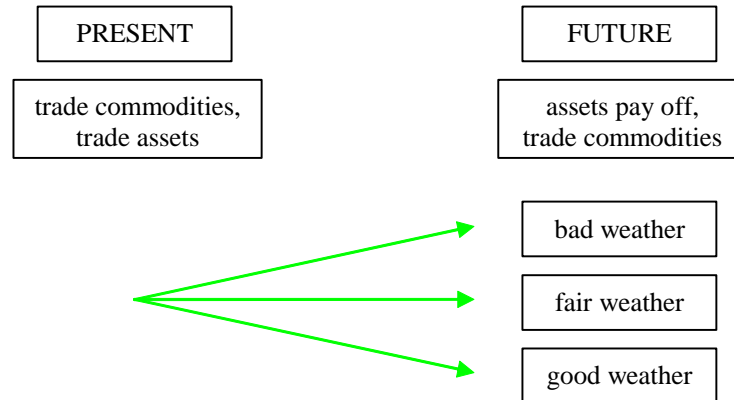 PRESENT
FUTURE
trade commodities,
trade assets
assets pay off,
trade commodities
bad weather
fair weather
good weather